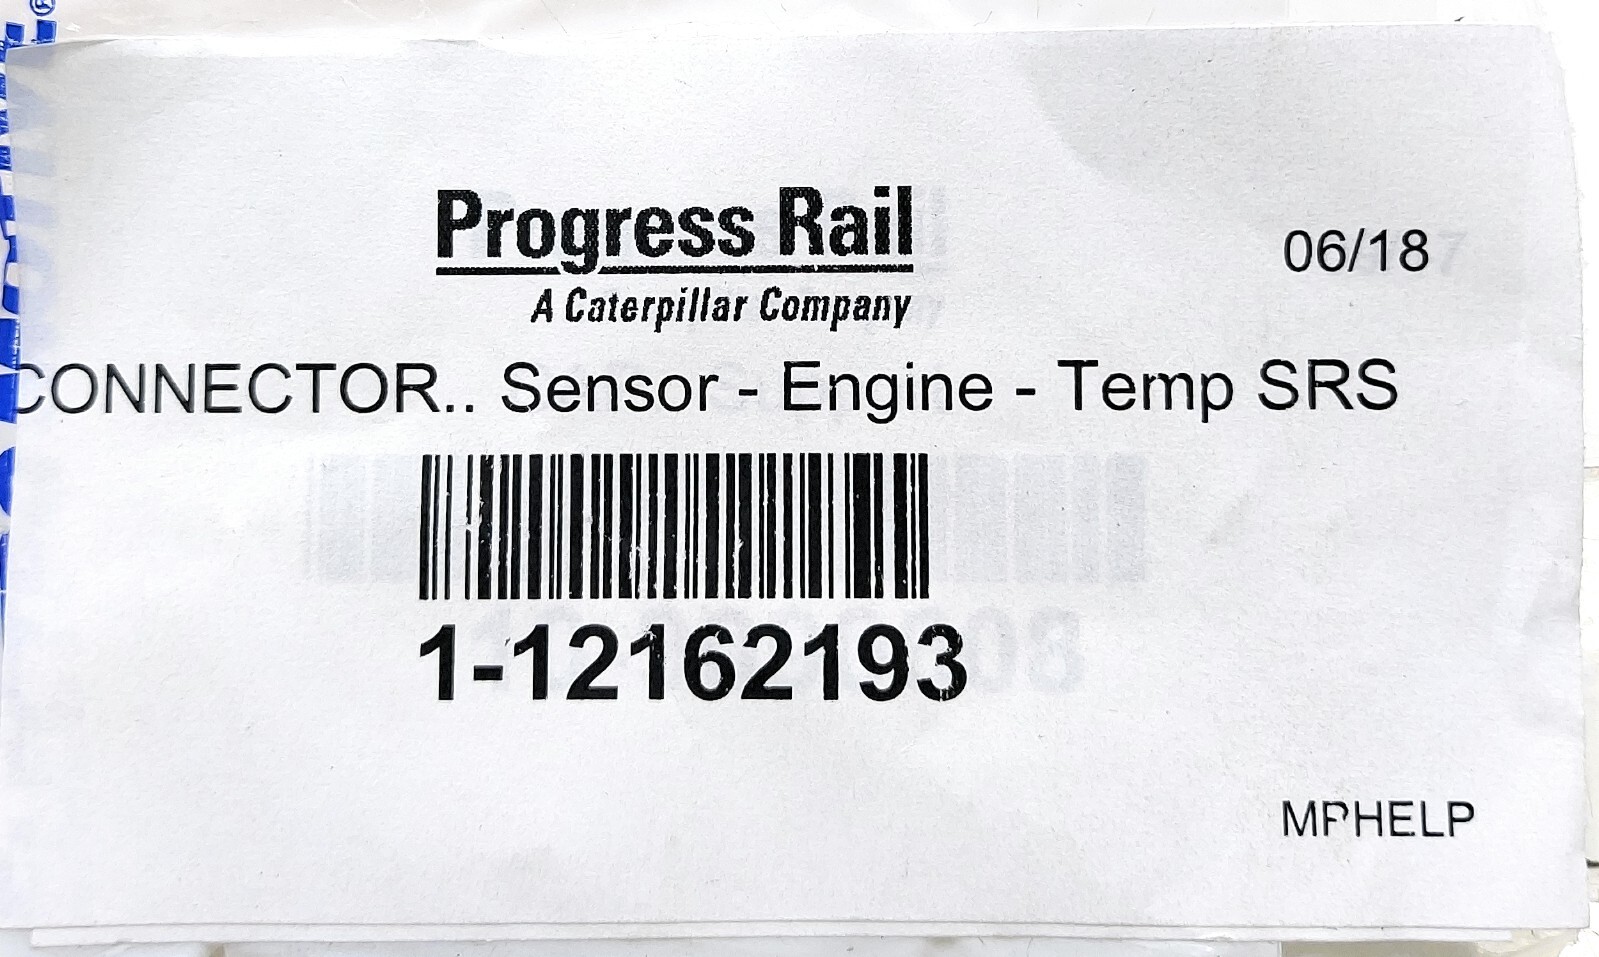 Progress Rail
A Caterpillar Company
06/18
CONNECTOR.. Sensor - Engine - Temp SRS
1-12162193
MPHELP